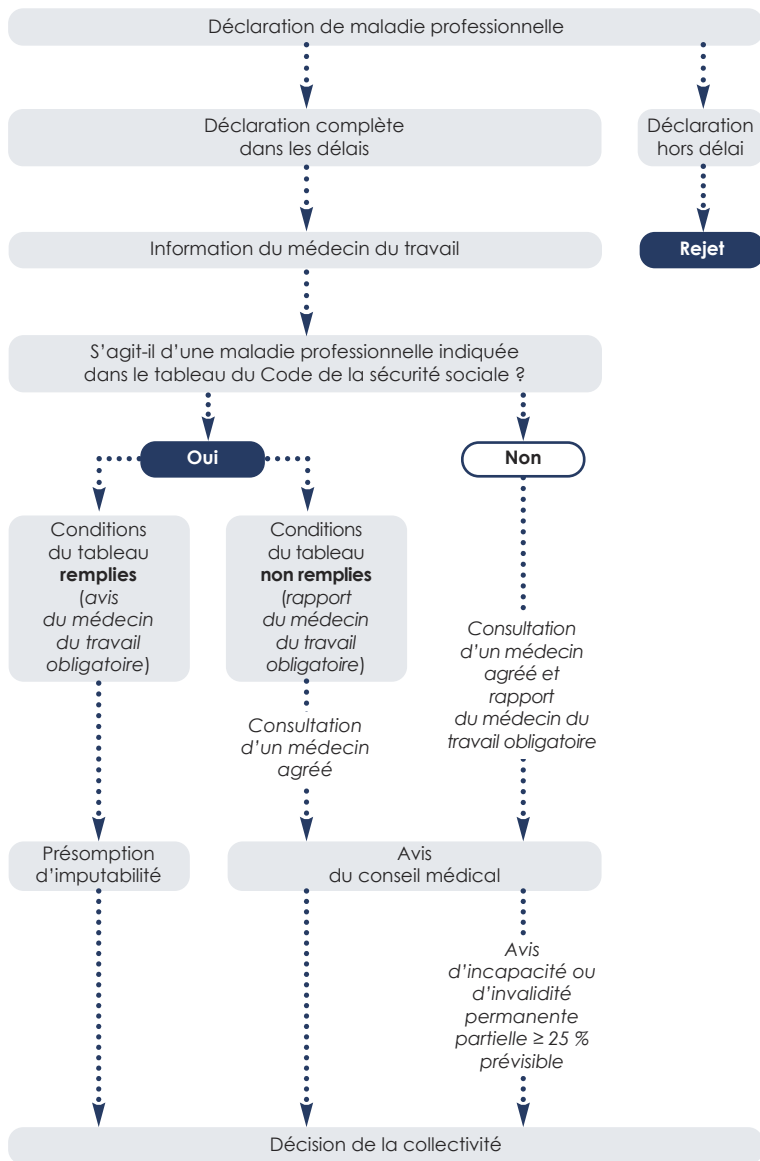 Déclaration de maladie professionnelle
Déclaration complète
dans les délais
Déclaration
hors délai
Information du médecin du travail
Rejet
S’agit-il d’une maladie professionnelle indiquée
dans le tableau du Code de la sécurité sociale ?
Oui
Non
Conditions
du tableau
remplies
(avis
du médecin
du travail
obligatoire)
Conditions
du tableau
non remplies
(rapport
du médecin
du travail
obligatoire)
Consultation
d’un médecin
agréé
Consultation
d’un médecin
agréé et
rapport
du médecin du
travail obligatoire
Présomption
d’imputabilité
Avis
du conseil médical
Avis
d’incapacité ou
d’invalidité
permanente
partielle ≥ 25 %
prévisible
Décision de la collectivité